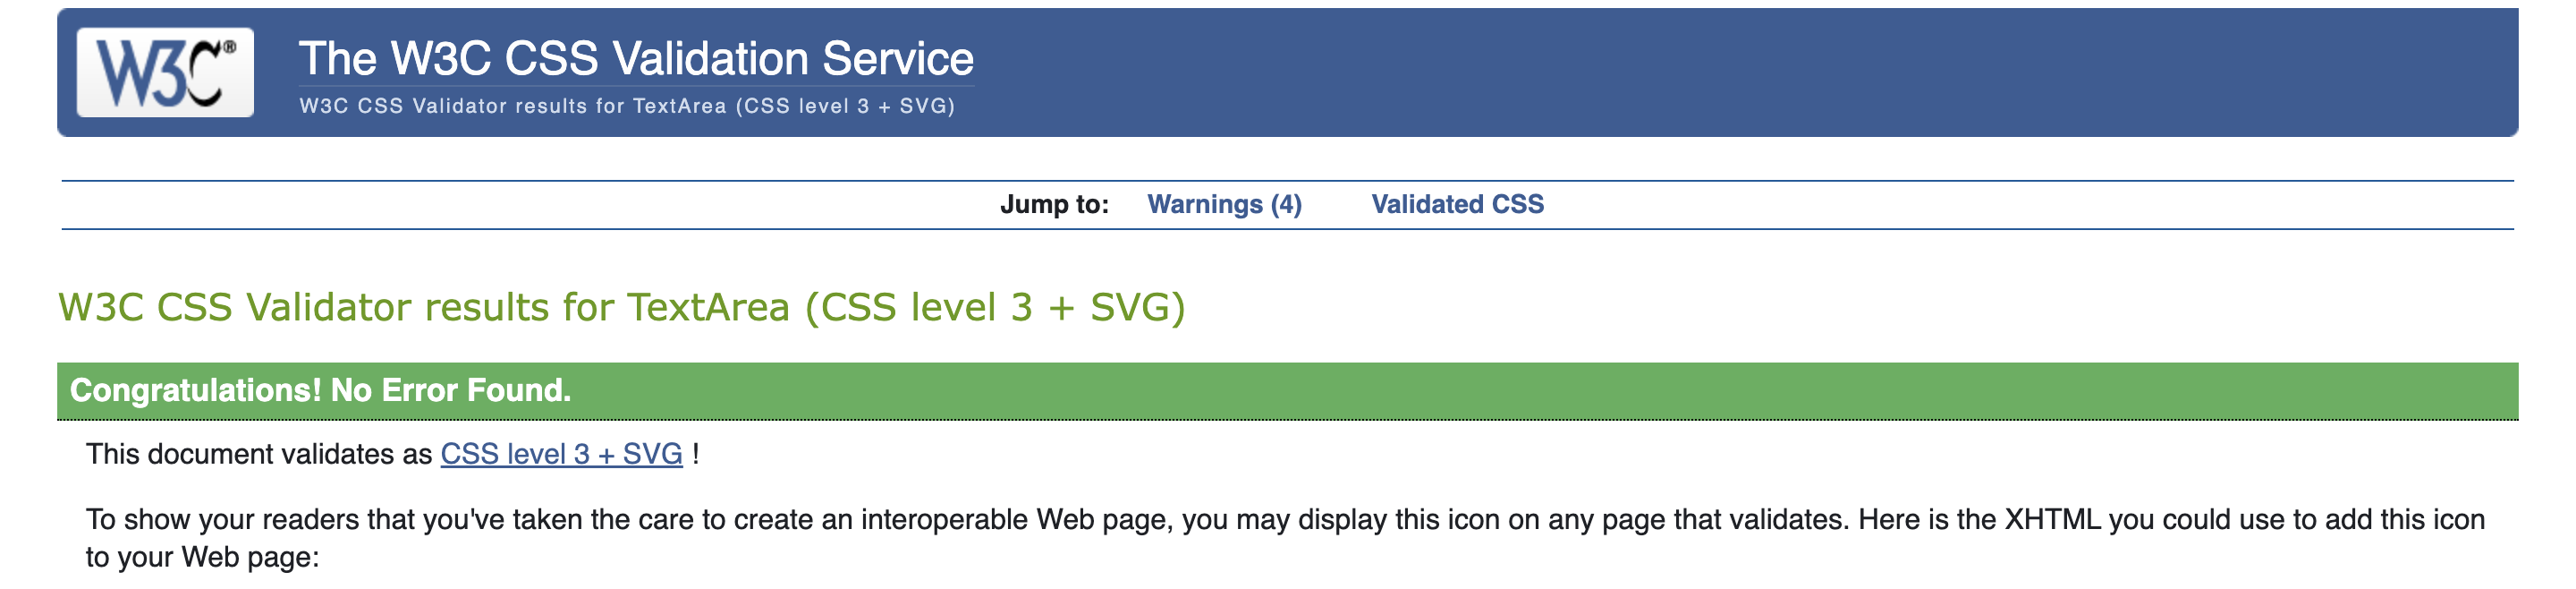 W3C®
The W3C CSS Validation Service
W3C CSS Validator results for TextArea (CSS level 3 + SVG)
Jump to: Warnings (4) Validated CSS
W3C CSS Validator results for TextArea (CSS level 3 + SVG)
Congratulations! No Error Found.
This document validates as CSS level 3 + SVG !
To show your readers that you've taken the care to create an interoperable Web page, you may display this icon on any page that validates. Here is the XHTML you could use to add this icon
to your Web page: